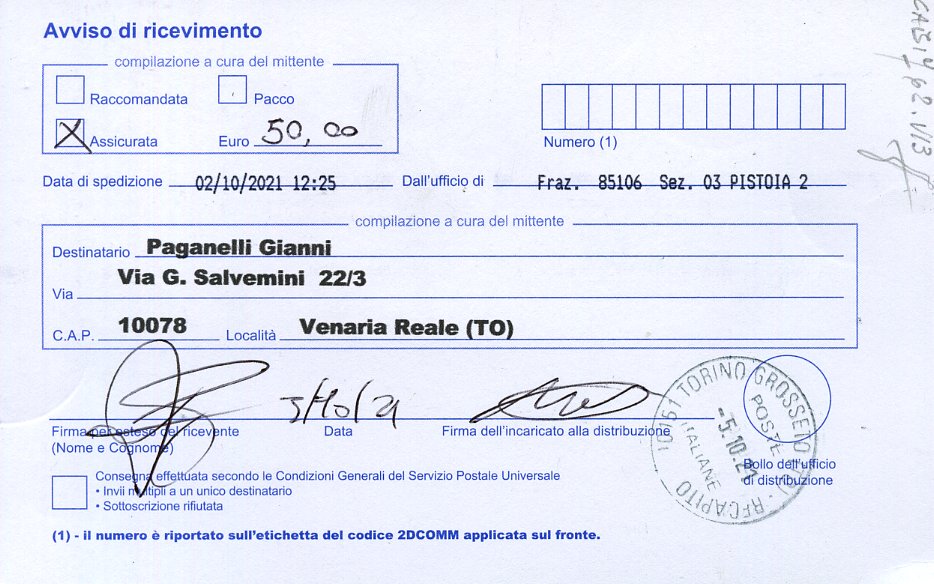 Avviso di ricevimento
compilazione a cura del mittente
Raccomandata Pacco
X Assicurata Euro 50,00
Numero (1)
Data di spedizione 02/10/2021 12:25 Dall'ufficio di Fraz. 85106 Sez. 03 PISTOIA 2
compilazione a cura del mittente
Destinatario Paganelli Gianni
Via G. Salvemini 22/3
Via
C.A.P. 10078 Località Venaria Reale (TO)
5/10/21
Firma per esteso del ricevente Data Firma dell'incaricato alla distribuzione
(Nome e Cognome)
10151 TORINO GROSSETO (TO) - RECAPITO -
POSTE ITALIANE
-5.10.21
Bollo dell'ufficio
di distribuzione
Consegna effettuata secondo le Condizioni Generali del Servizio Postale Universale
• Invii multipli a un unico destinatario
• Sottoscrizione rifiutata
(1) - il numero è riportato sull'etichetta del codice 2DCOMM applicata sul fronte.